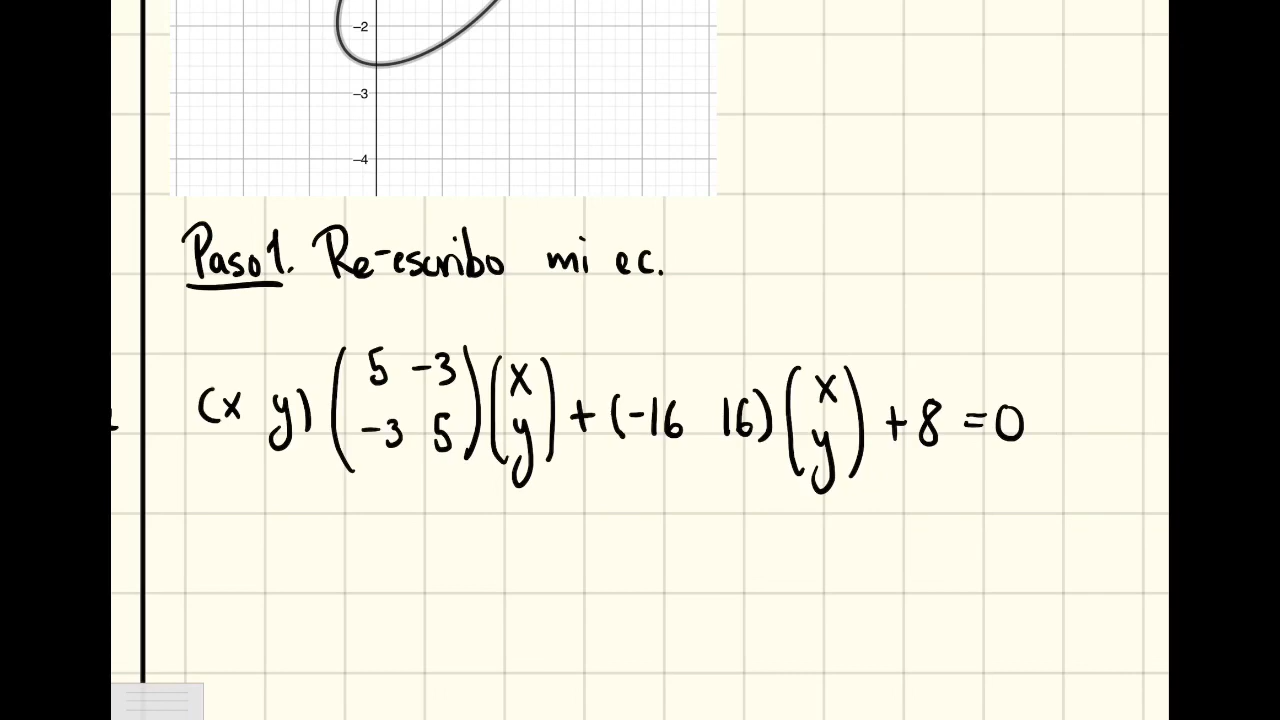 -2
-3
-4
Paso 1. Re-escribo mi ec.
(x y) (5 -3) (x) + (-16 16) (x) + 8 = 0
(-3 5) (y) (y)